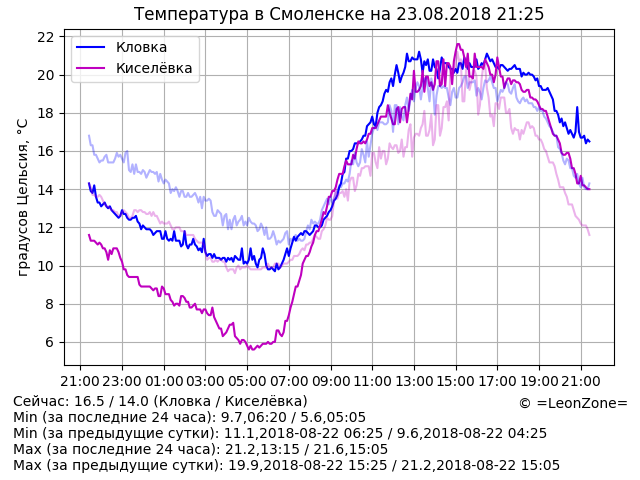 Температура в Смоленске на 23.08.2018 21:25
Кловка
Киселёвка
градусов Цельсия, °C
22
20
18
16
14
12
10
8
6
21:00 23:00 01:00 03:00 05:00 07:00 09:00 11:00 13:00 15:00 17:00 19:00 21:00
Сейчас: 16.5 / 14.0 (Кловка / Киселёвка)
© =LeonZone=
Min (за последние 24 часа): 9.7,06:20 / 5.6,05:05
Min (за предыдущие сутки): 11.1,2018-08-22 06:25 / 9.6,2018-08-22 04:25
Max (за последние 24 часа): 21.2,13:15 / 21.6,15:05
Max (за предыдущие сутки): 19.9,2018-08-22 15:25 / 21.2,2018-08-22 15:05